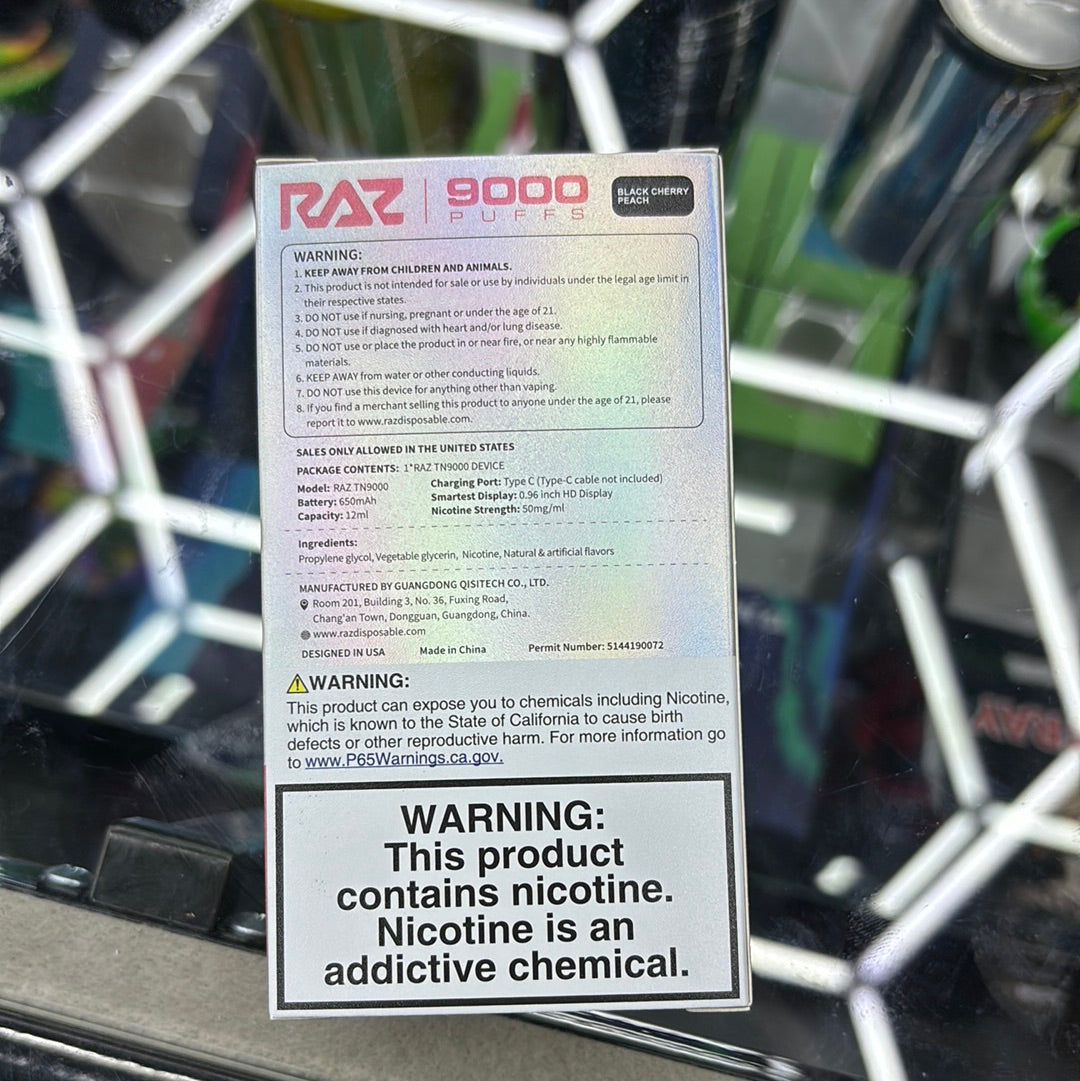 RAZ | 9000 PUFFS
BLACK CHERRY
PEACH
WARNING:
1. KEEP AWAY FROM CHILDREN AND ANIMALS.
2. This product is not intended for sale or use by individuals under the legal age limit in
their respective states.
3. DO NOT use if nursing, pregnant or under the age of 21.
4. DO NOT use if diagnosed with heart and/or lung disease.
5. DO NOT use or place the product in or near fire, or near any highly flammable
materials.
6. KEEP AWAY from water or other conducting liquids.
7. DO NOT use this device for anything other than vaping.
8. If you find a merchant selling this product to anyone under the age of 21, please
report it to www.razdisposable.com.
SALES ONLY ALLOWED IN THE UNITED STATES
PACKAGE CONTENTS: 1*RAZ TN9000 DEVICE
Model: RAZ TN9000
Battery: 650mAh
Capacity: 12ml
Charging Port: Type C (Type-C cable not included)
Smartest Display: 0.96 inch HD Display
Nicotine Strength: 50mg/ml
Ingredients:
Propylene glycol, Vegetable glycerin, Nicotine, Natural & artificial flavors
MANUFACTURED BY GUANGDONG QISITECH CO., LTD.
Room 201, Building 3, No. 36, Fuxing Road,
Chang'an Town, Dongguan, Guangdong, China.
www.razdisposable.com
DESIGNED IN USA Made in China Permit Number: 5144190072
WARNING:
This product can expose you to chemicals including Nicotine,
which is known to the State of California to cause birth
defects or other reproductive harm. For more information go
to www.P65Warnings.ca.gov.
WARNING:
This product
contains nicotine.
Nicotine is an
addictive chemical.